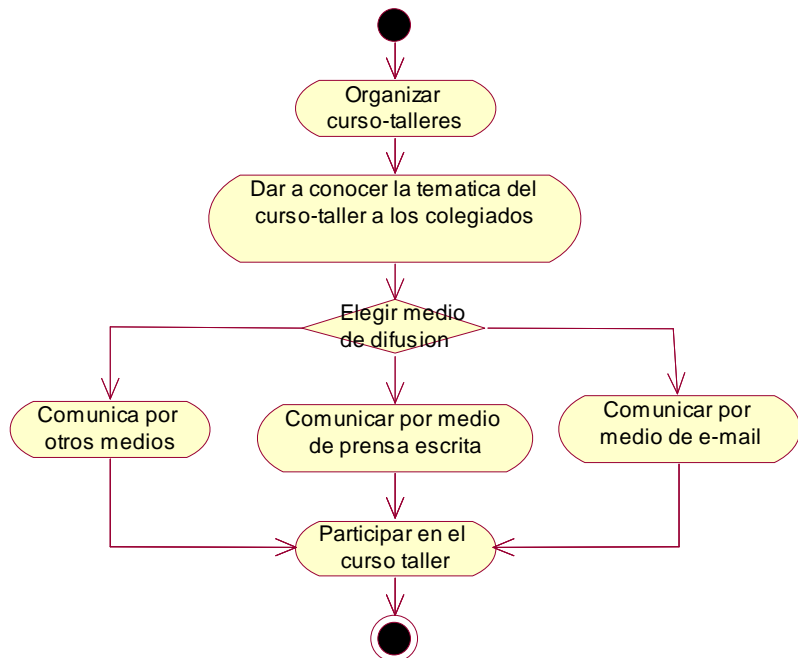 Organizar
curso-talleres
Dar a conocer la tematica del
curso-taller a los colegiados
Elegir medio
de difusion
Comunica por
otros medios
Comunicar por medio
de prensa escrita
Comunicar por
medio de e-mail
Participar en el
curso taller